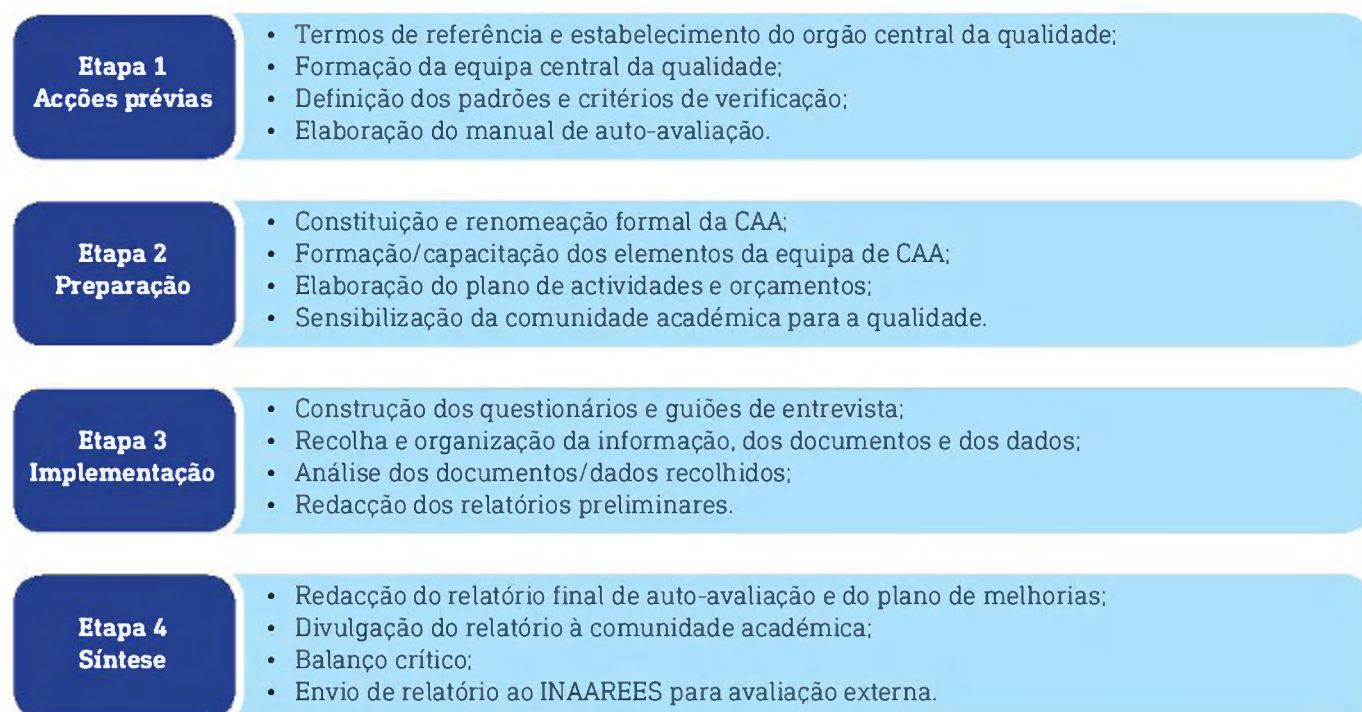 Etapa 1
Acções prévias
• Termos de referência e estabelecimento do orgão central da qualidade;
• Formação da equipa central da qualidade;
• Definição dos padrões e critérios de verificação;
• Elaboração do manual de auto-avaliação.
Etapa 2
Preparação
• Constituição e renomeação formal da CAA;
• Formação/capacitação dos elementos da equipa de CAA;
• Elaboração do plano de actividades e orçamentos;
• Sensibilização da comunidade académica para a qualidade.
Etapa 3
Implementação
• Construção dos questionários e guiões de entrevista;
• Recolha e organização da informação, dos documentos e dos dados;
• Análise dos documentos/dados recolhidos;
• Redacção dos relatórios preliminares.
Etapa 4
Síntese
• Redacção do relatório final de auto-avaliação e do plano de melhorias;
• Divulgação do relatório à comunidade académica;
• Balanço crítico;
• Envio de relatório ao INAAREES para avaliação externa.